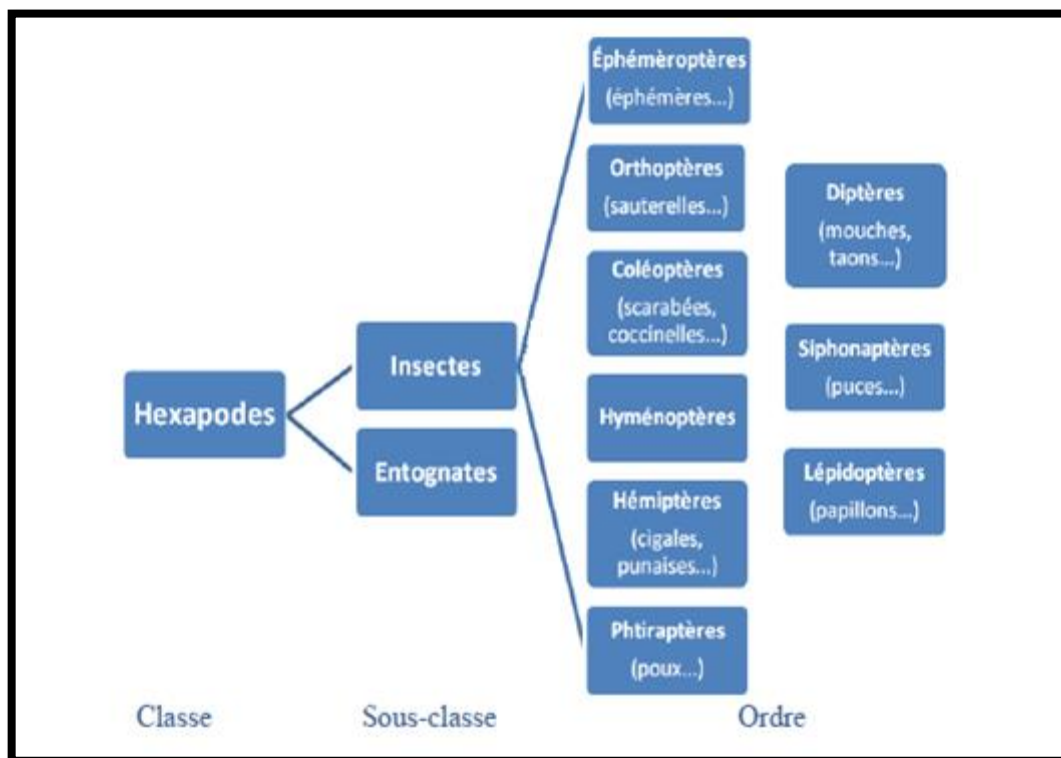 Éphéméroptères
(éphémères...)
Orthoptères
(sauterelles...)
Coléoptères
(scarabées,
coccinelles...)
Hyménoptères
Hémiptères
(cigales,
punaises...)
Phtiraptères
(poux...)
Diptères
(mouches,
taons...)
Siphonaptères
(puces...)
Lépidoptères
(papillons...)
Insectes
Entognates
Hexapodes
Classe
Sous-classe
Ordre